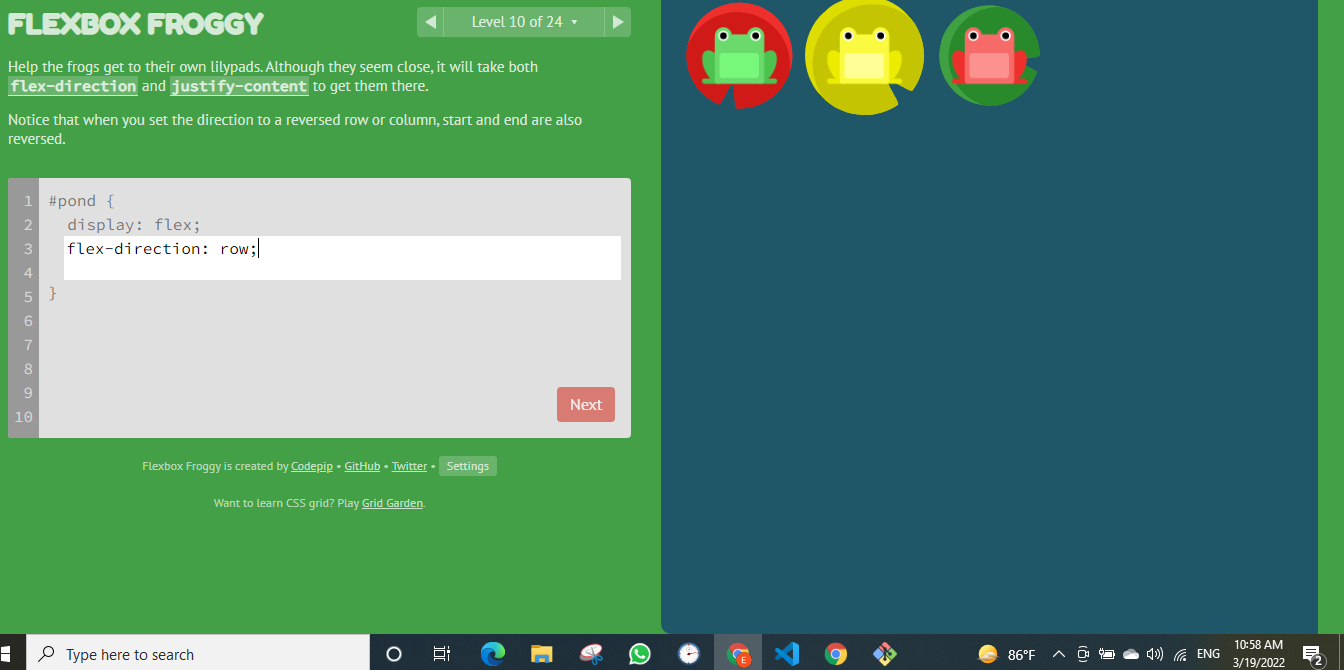 FLEXBOX FROGGY
Level 10 of 24
Help the frogs get to their own lilypads. Although they seem close, it will take both
flex-direction and justify-content to get them there.
Notice that when you set the direction to a reversed row or column, start and end are also
reversed.
1 #pond {
2 display: flex;
3 flex-direction: row;
4
5 }
6
7
8
9
10
Next
Flexbox Froggy is created by Codepip • GitHub • Twitter • Settings
Want to learn CSS grid? Play Grid Garden.
Type here to search
E
86°F
ENG
10:58 AM
3/19/2022
2